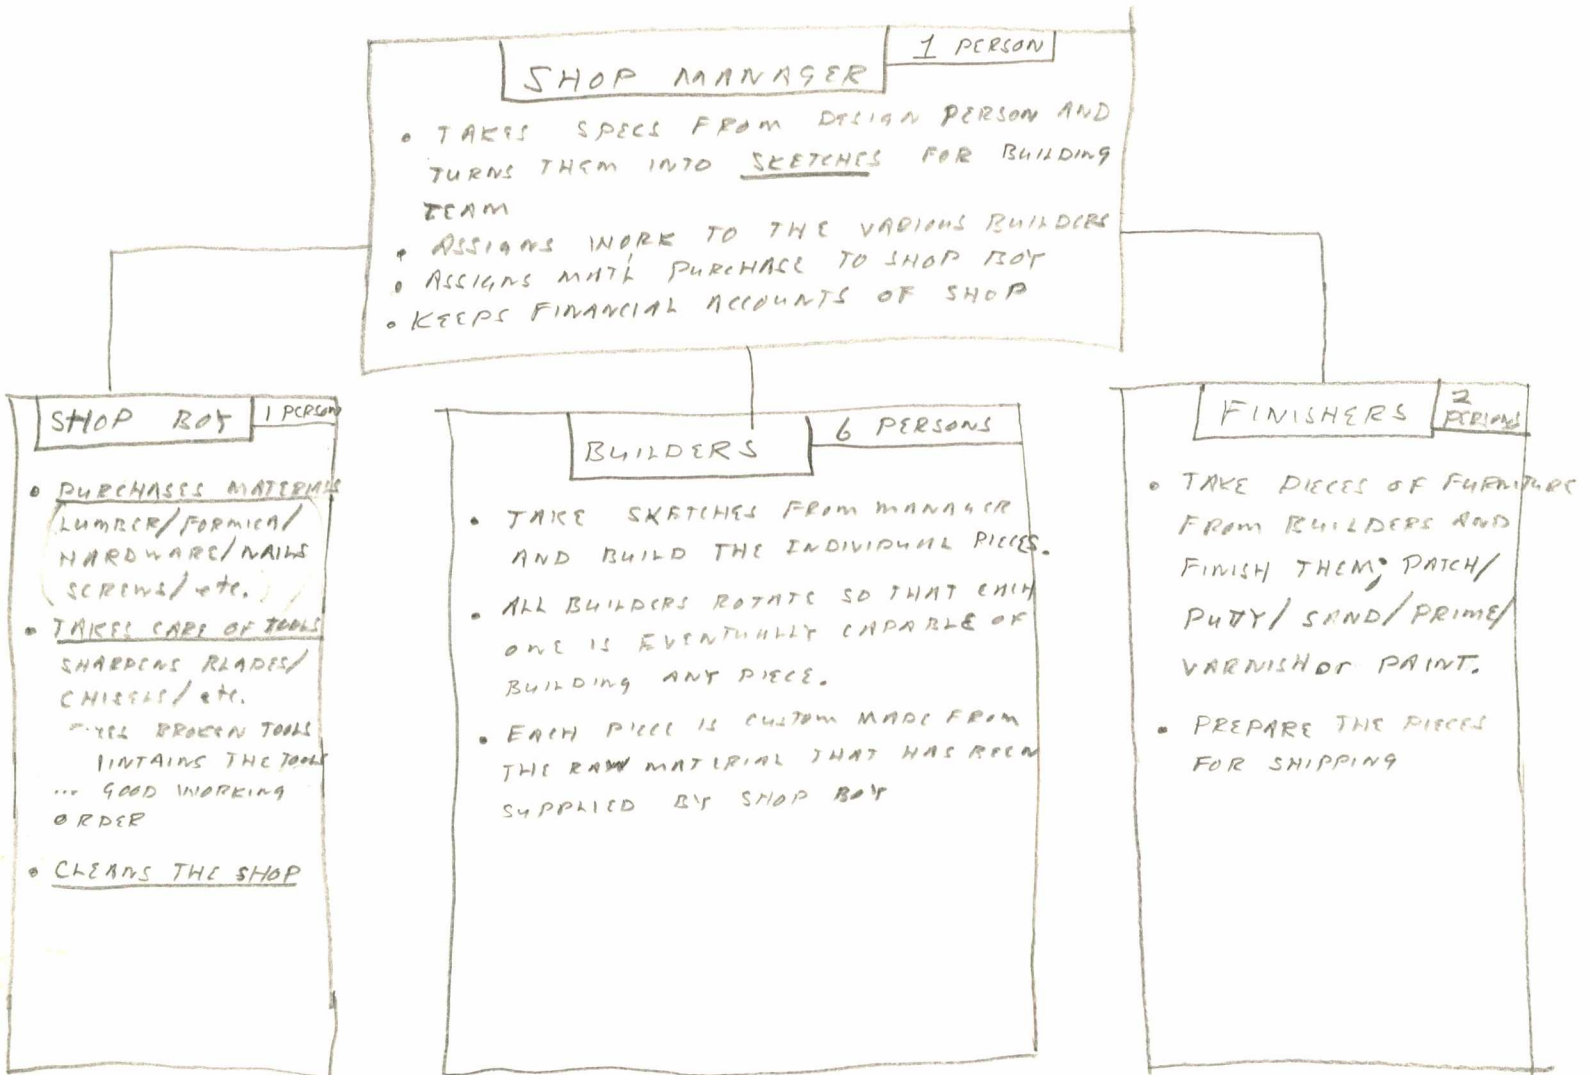 SHOP MANAGER
1 PERSON
• TAKES SPECS FROM DESIGN PERSON AND
TURNS THEM INTO SKETCHES FOR BUILDING
TEAM
• ASSIGNS WORK TO THE VARIOUS BUILDERS
• ASSIGNS MAT'L PURCHASE TO SHOP BOY
• KEEPS FINANCIAL ACCOUNTS OF SHOP
SHOP BOY
1 PERSON
• PURCHASES MATERIALS
LUMBER/FORMICA/
HARDWARE/NAILS
SCREWS/etc.
• TAKES CARE OF TOOLS
SHARPENS BLADES/
CHISELS/etc.
BROKEN TOOLS
THE TOOLS
GOOD WORKING
ORDER
• CLEANS THE SHOP
BUILDERS
6 PERSONS
• TAKE SKETCHES FROM MANAGER
AND BUILD THE INDIVIDUAL PIECES.
• ALL BUILDERS ROTATE SO THAT EACH
ONE IS EVENTUALLY CAPABLE OF
BUILDING ANY PIECE.
• EACH PIECE IS CUSTOM MADE FROM
THE RAW MATERIAL THAT HAS BEEN
SUPPLIED BY SHOP BOY
FINISHERS
2
PERSONS
• TAKE PIECES OF FURNITURE
FROM BUILDERS AND
FINISH THEM; PATCH/
PUTTY/SAND/PRIME/
VARNISH or PAINT.
• PREPARE THE PIECES
FOR SHIPPING